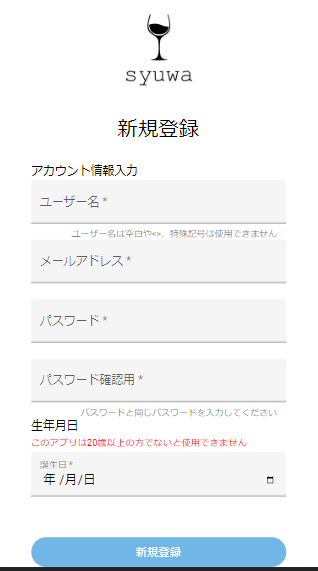 syuwa
新規登録
アカウント情報入力
ユーザー名 *
ユーザー名は空白や<>、特殊記号は使用できません
メールアドレス *
パスワード *
パスワード確認用 *
パスワードと同じパスワードを入力してください
生年月日
このアプリは20歳以上の方でないと使用できません
誕生日 *
年 /月/日
新規登録